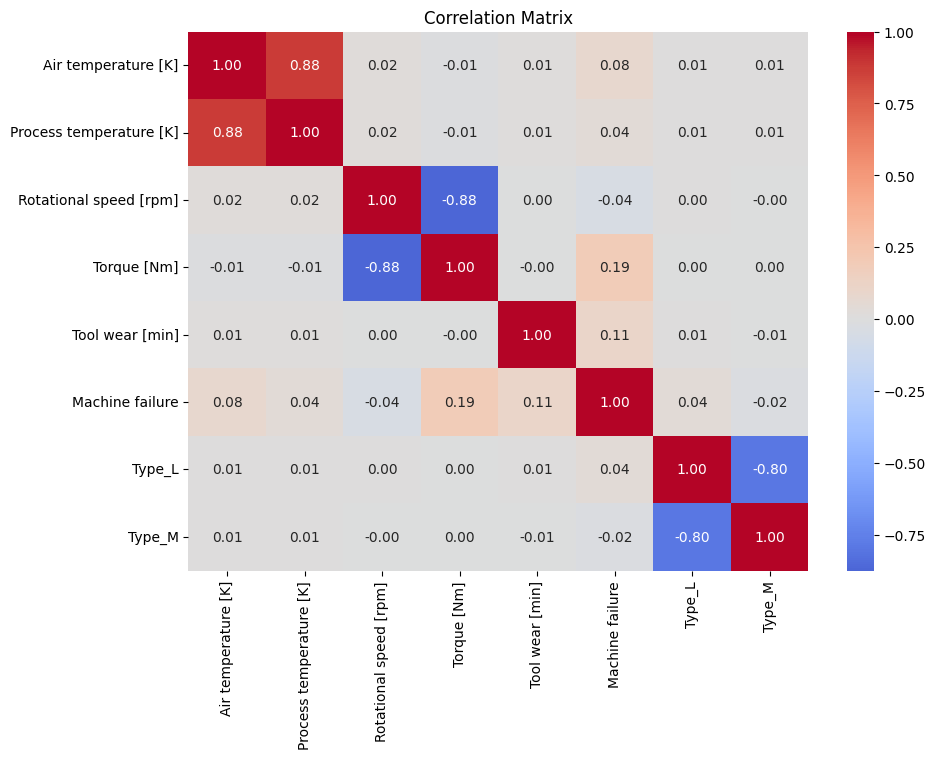 Correlation Matrix
Air temperature [K] 1.00 0.88 0.02 -0.01 0.01 0.08 0.01 0.01
Process temperature [K] 0.88 1.00 0.02 -0.01 0.01 0.04 0.01 0.01
Rotational speed [rpm] 0.02 0.02 1.00 -0.88 0.00 -0.04 0.00 -0.00
Torque [Nm] -0.01 -0.01 -0.88 1.00 -0.00 0.19 0.00 0.00
Tool wear [min] 0.01 0.01 0.00 -0.00 1.00 0.11 0.01 -0.01
Machine failure 0.08 0.04 -0.04 0.19 0.11 1.00 0.04 -0.02
Type_L 0.01 0.01 0.00 0.00 0.01 0.04 1.00 -0.80
Type_M 0.01 0.01 -0.00 0.00 -0.01 -0.02 -0.80 1.00
Air temperature [K]
Process temperature [K]
Rotational speed [rpm]
Torque [Nm]
Tool wear [min]
Machine failure
Type_L
Type_M
1.00
0.75
0.50
0.25
0.00
−0.25
−0.50
−0.75